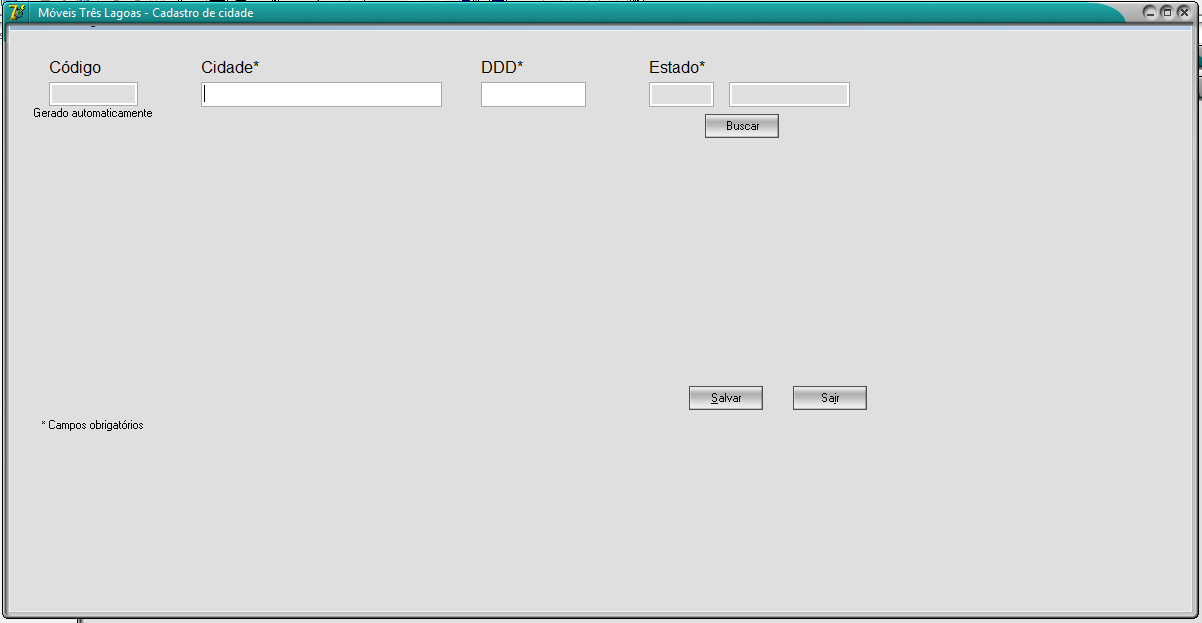 Móveis Três Lagoas - Cadastro de cidade
Código Cidade* DDD* Estado*
Gerado automaticamente
Buscar
Salvar Sair
* Campos obrigatórios